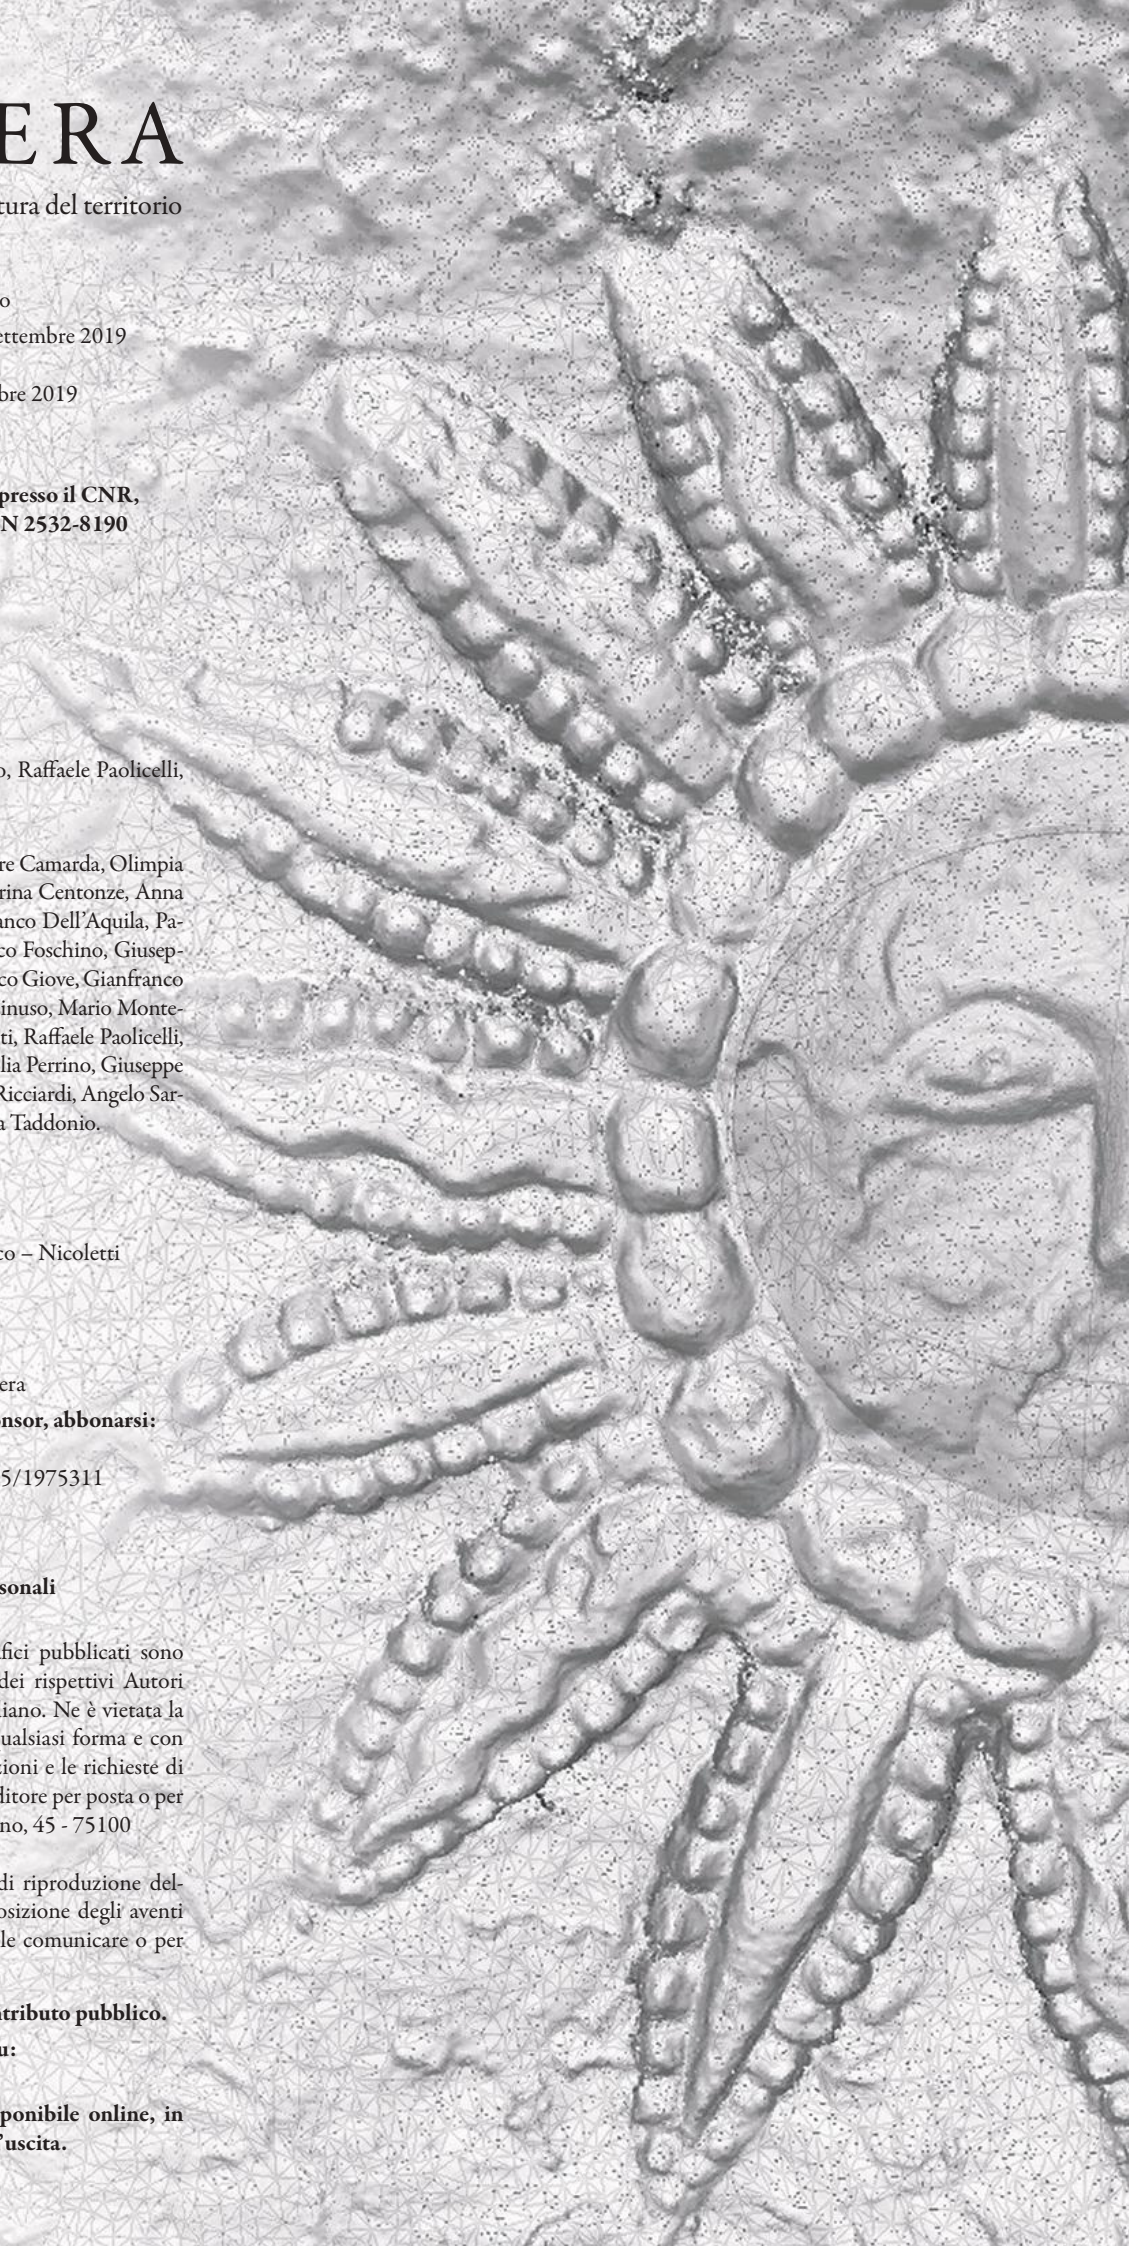 ERA
tura del territorio
o
ettembre 2019
bre 2019
presso il CNR,
N 2532-8190
o, Raffaele Paolicelli,
re Camarda, Olimpia
rina Centonze, Anna
anco Dell’Aquila, Pa-
co Foschino, Giusep-
co Giove, Gianfranco
inuso, Mario Monte-
ti, Raffaele Paolicelli,
lia Perrino, Giuseppe
Ricciardi, Angelo Sar-
a Taddonio.
co – Nicoletti
era
onsor, abbonarsi:
5/1975311
sonali
fici pubblicati sono
dei rispettivi Autori
liano. Ne è vietata la
ualsiasi forma e con
zioni e le richieste di
ditore per posta o per
no, 45 - 75100
di riproduzione del-
osizione degli aventi
le comunicare o per
ntributo pubblico.
u:
ponibile online, in
’uscita.